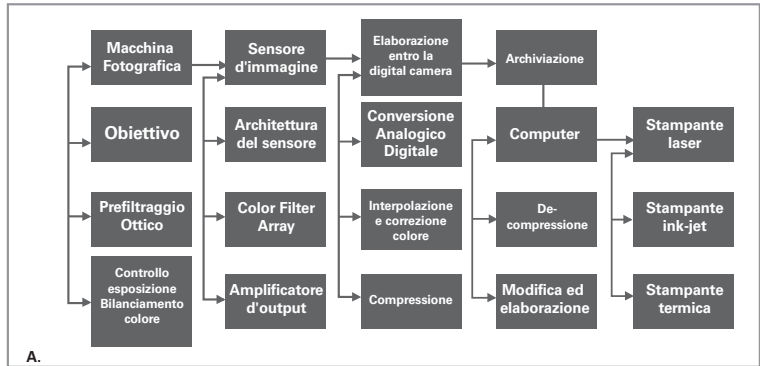 Macchina
Fotografica
Sensore
d'immagine
Elaborazione
entro la
digital camera
Archiviazione
Obiettivo
Architettura
del sensore
Conversione
Analogico
Digitale
Computer
Stampante
laser
Prefiltraggio
Ottico
Color Filter
Array
Interpolazione
e correzione
colore
De-
compressione
Stampante
ink-jet
Controllo
esposizione
Bilanciamento
colore
Amplificatore
d'output
Compressione
Modifica ed
elaborazione
Stampante
termica
A.